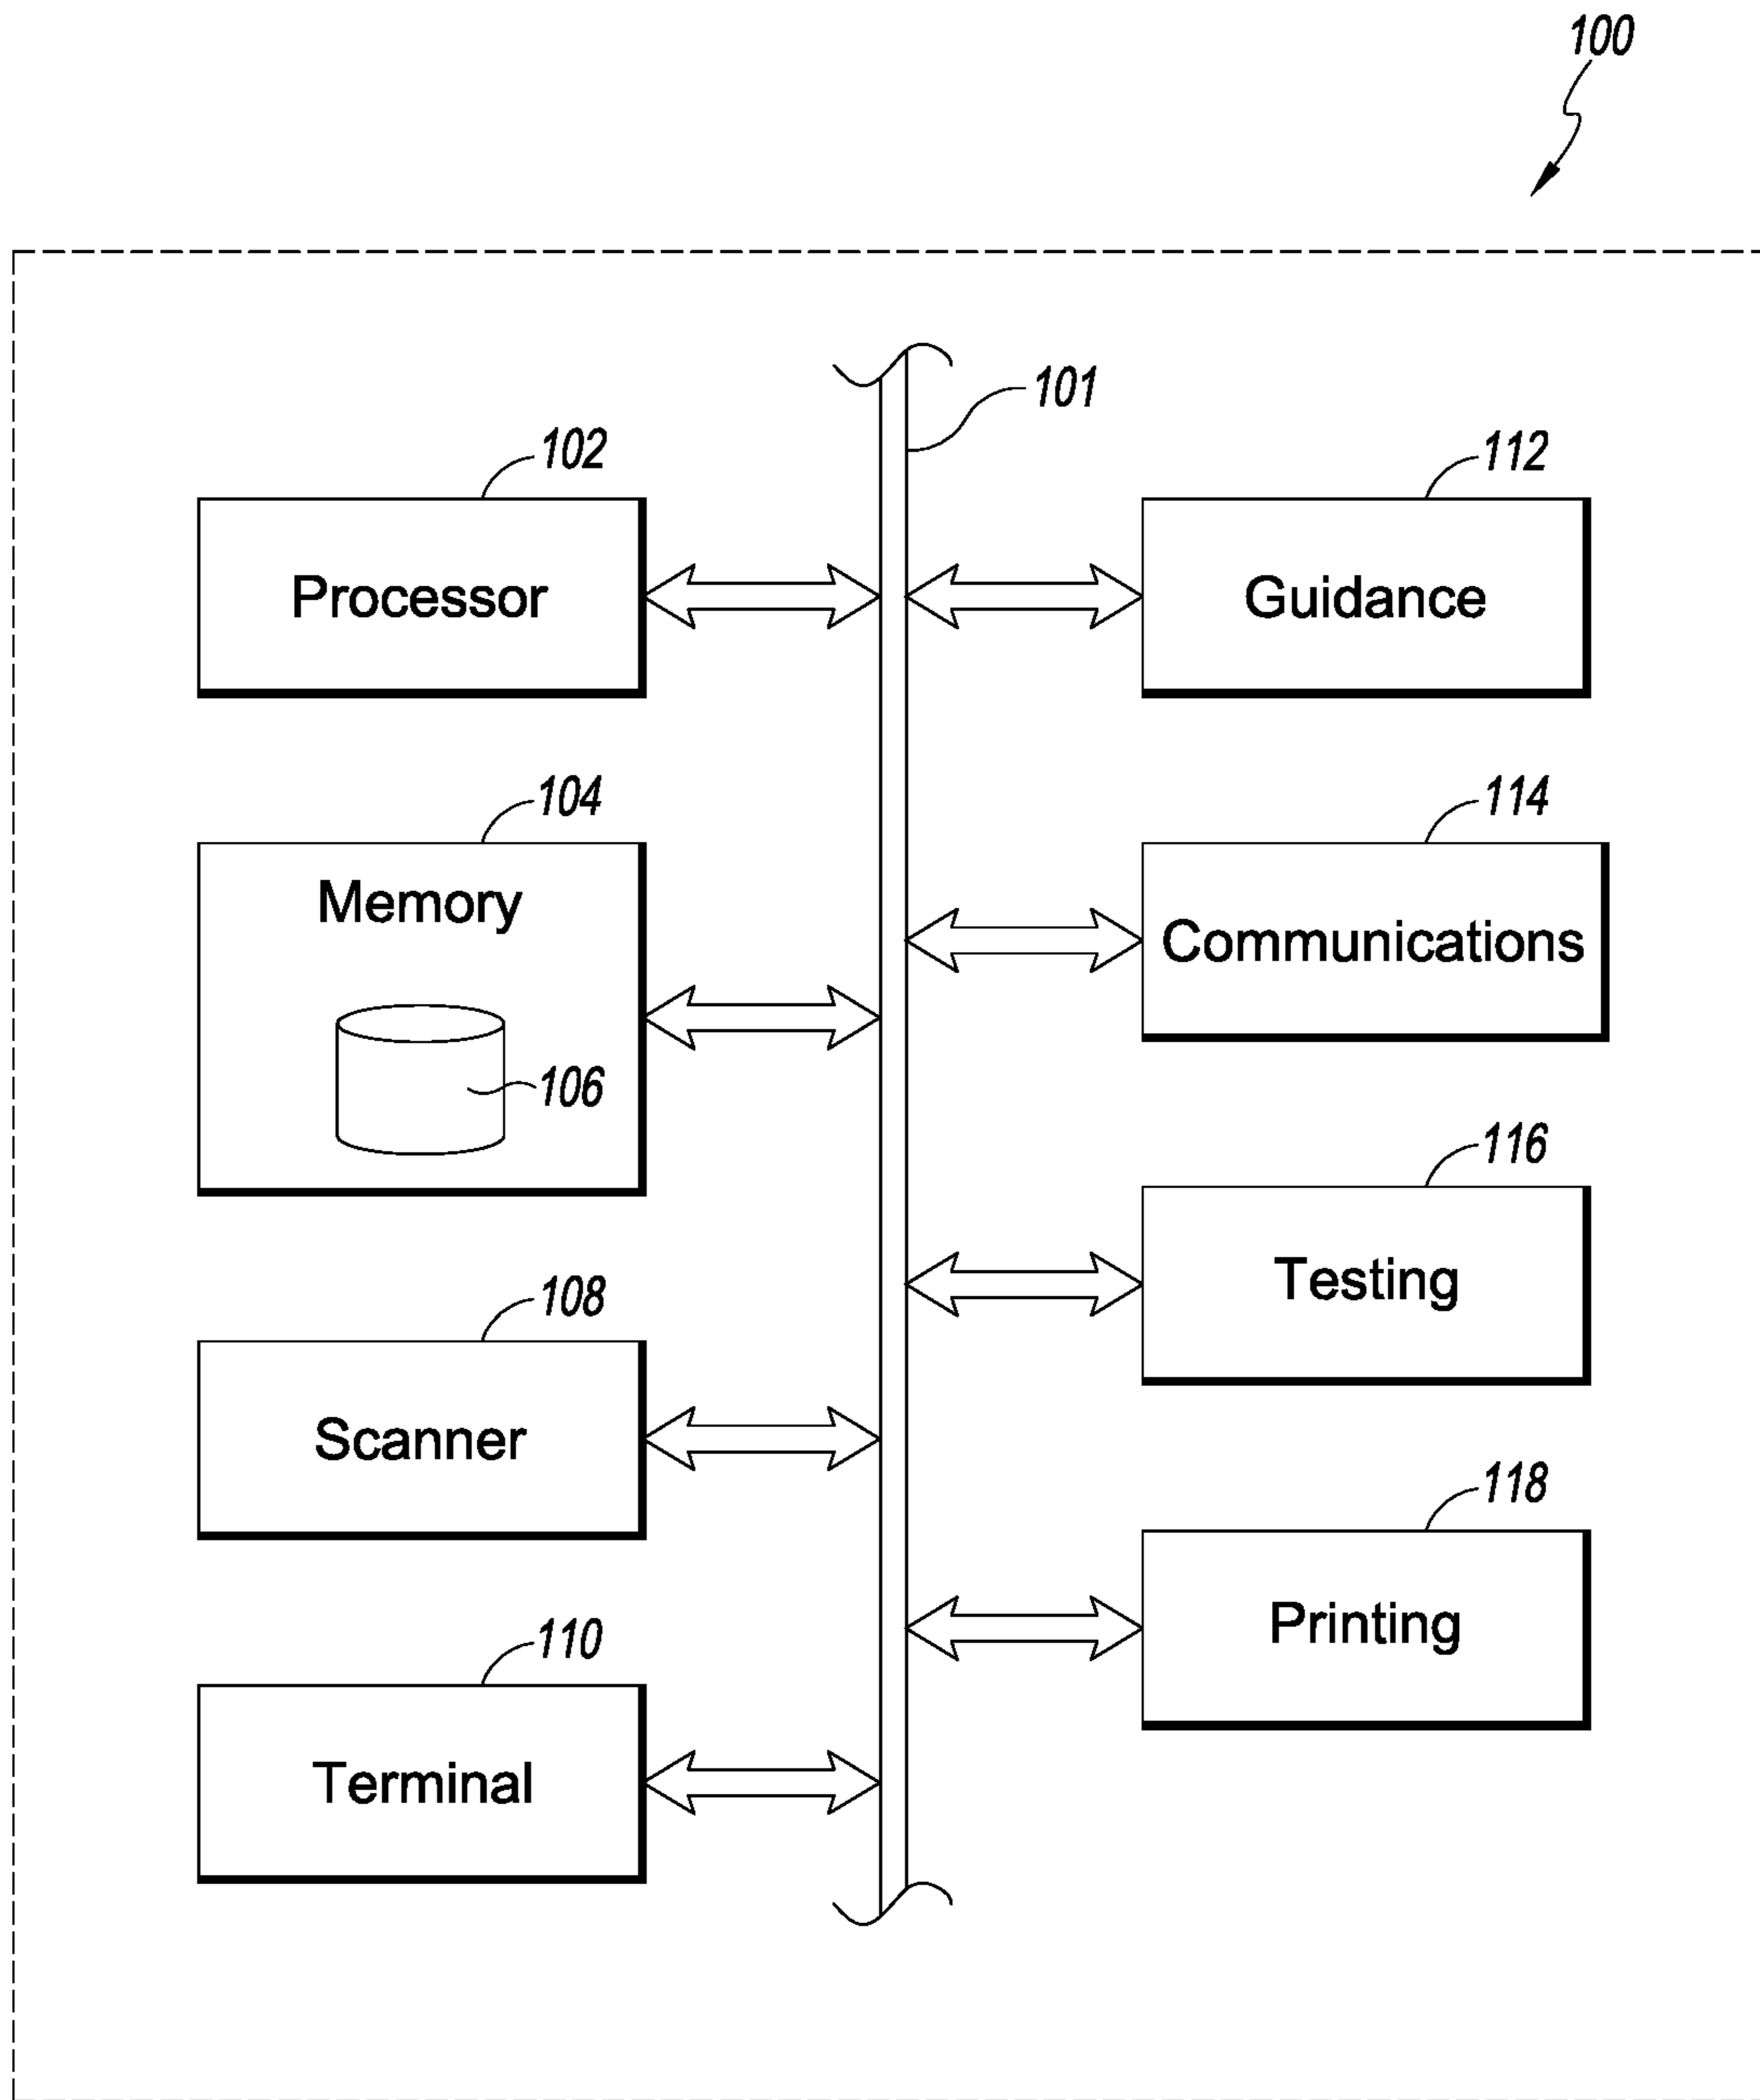 100
101
102
Processor
112
Guidance
104
Memory
106
114
Communications
108
Scanner
116
Testing
110
Terminal
118
Printing